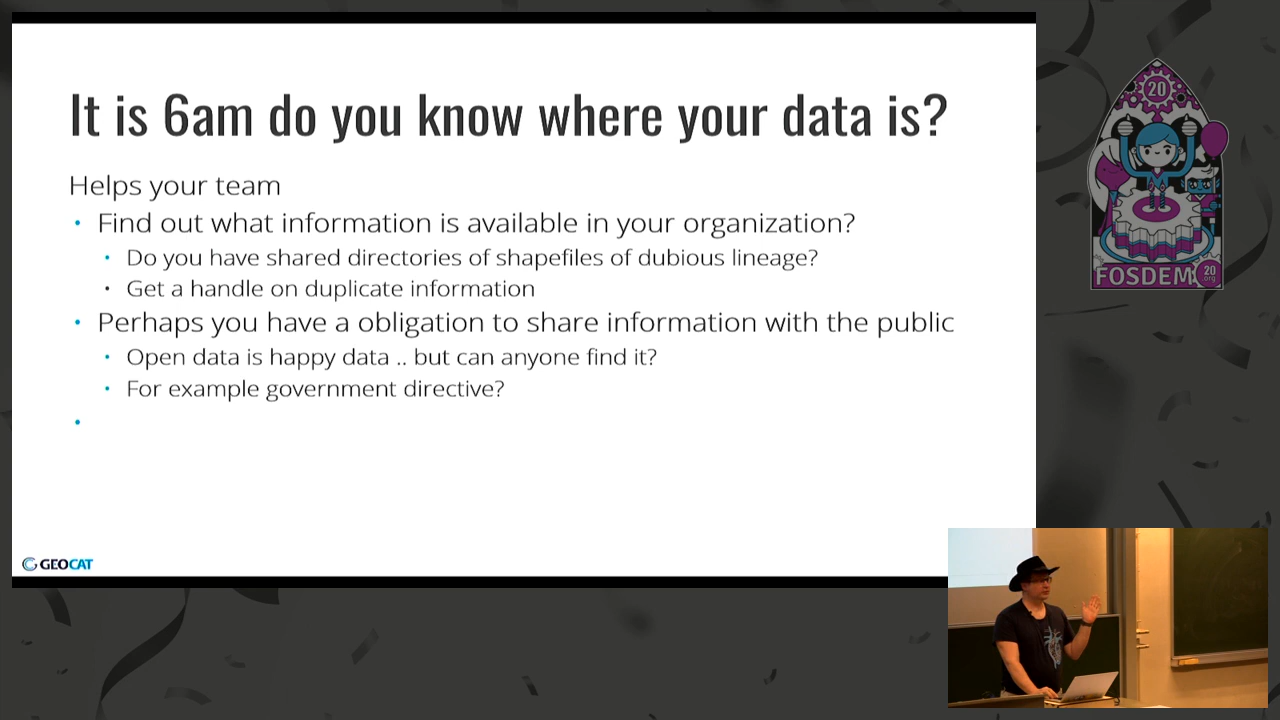 It is 6am do you know where your data is?
Helps your team
• Find out what information is available in your organization?
• Do you have shared directories of shapefiles of dubious lineage?
• Get a handle on duplicate information
• Perhaps you have a obligation to share information with the public
• Open data is happy data .. but can anyone find it?
• For example government directive?
•
GEOCAT
20
FOSDEM
20
.org